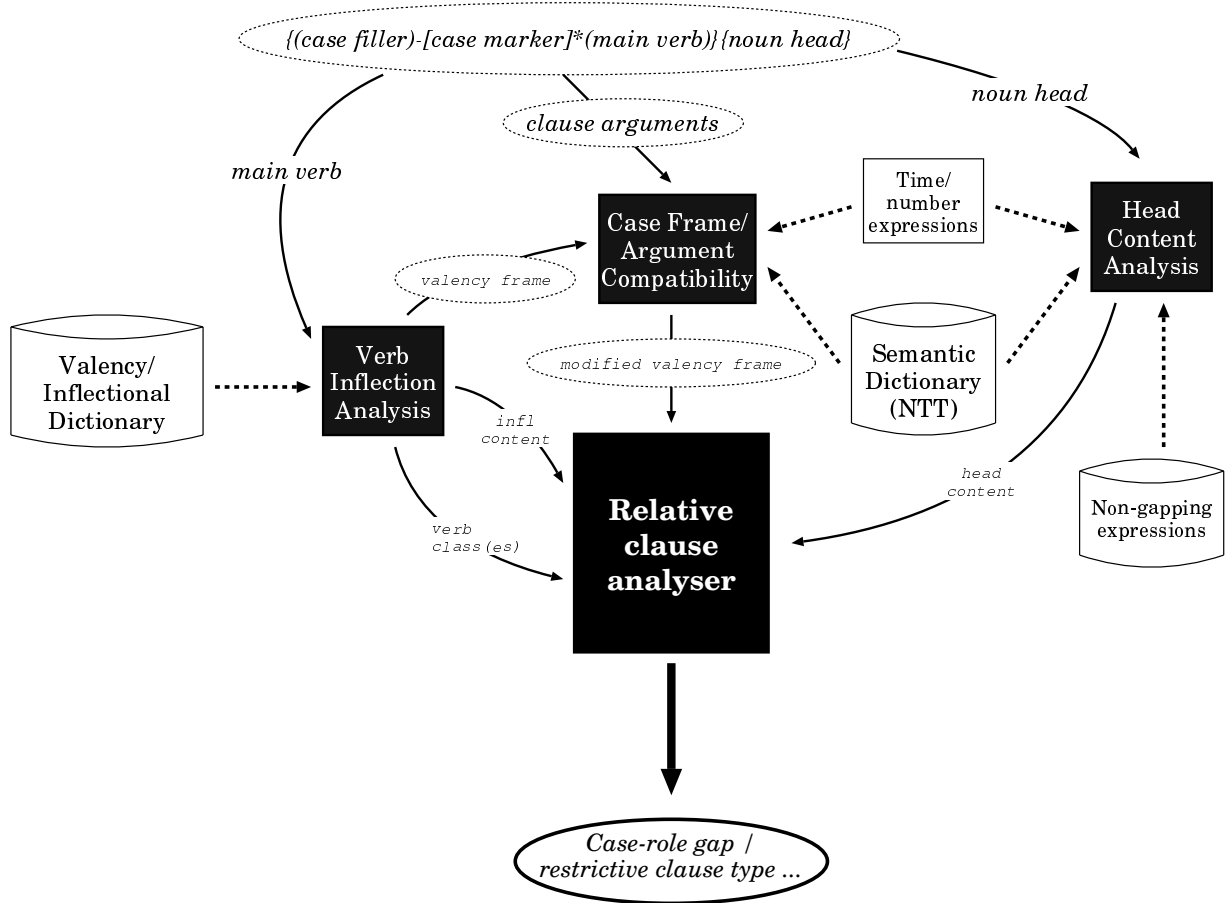 {(case filler)-[case marker]*(main verb)}{noun head}
noun head
clause arguments
main verb
Time/
number
expressions
Case Frame/
Argument
Compatibility
Head
Content
Analysis
valency frame
Valency/
Inflectional
Dictionary
Verb
Inflection
Analysis
modified valency frame
Semantic
Dictionary
(NTT)
infl
content
head
content
Non-gapping
expressions
verb
class(es)
Relative
clause
analyser
Case-role gap /
restrictive clause type ...